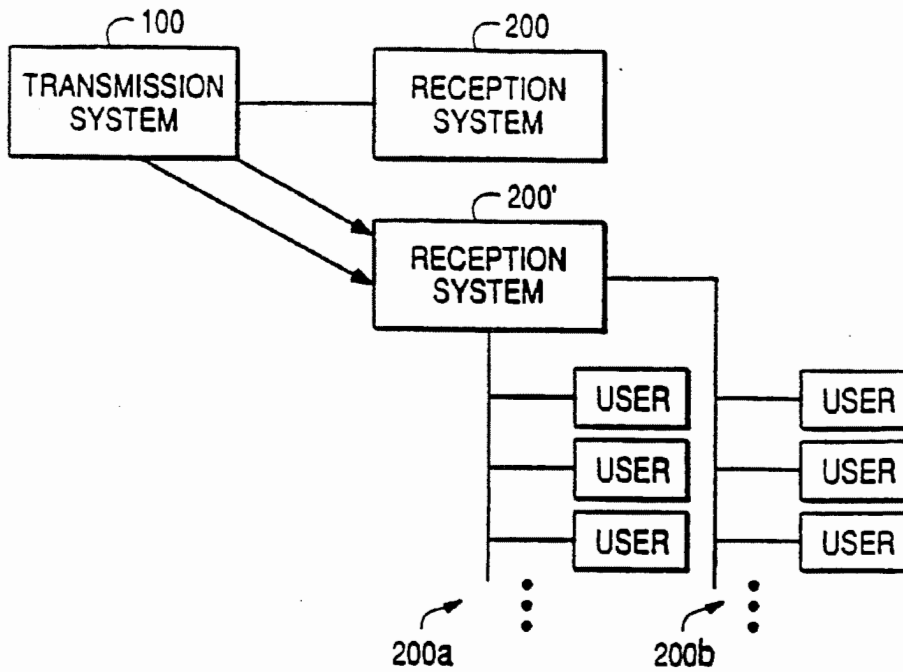 100
TRANSMISSION
SYSTEM
200
RECEPTION
SYSTEM
200'
RECEPTION
SYSTEM
USER
USER
USER
USER
USER
USER
200a
200b